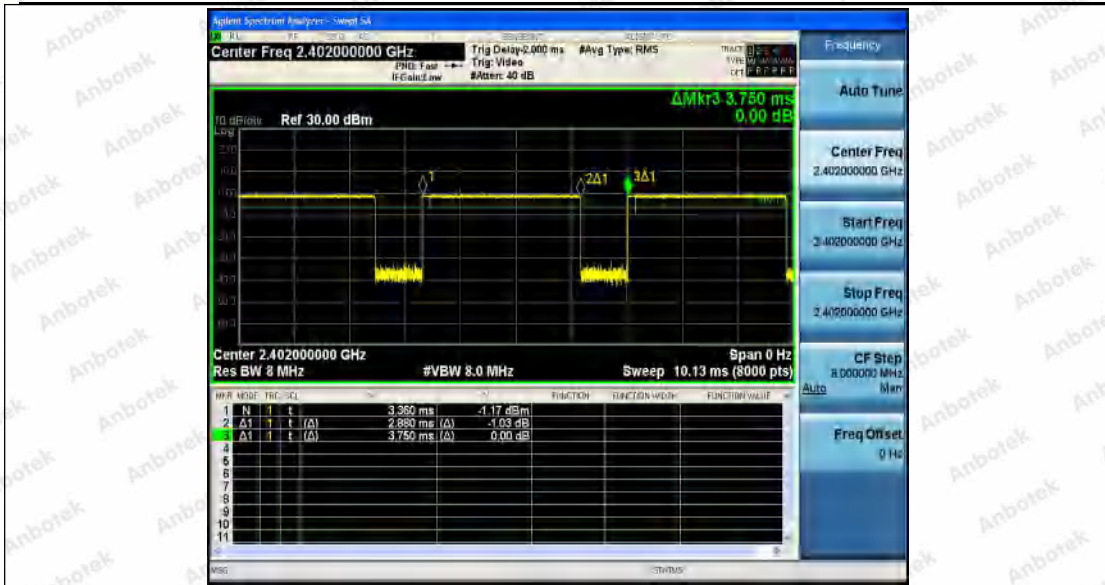 Agilent Spectrum Analyzer - Swept SA
Center Freq 2.402000000 GHz
PNO: Fast
IFGain:Low
Trig Delay-2.000 ms
Trig: Video
#Atten: 40 dB
#Avg Type: RMS
TRACE
TYPE
DET P P P P P P
ΔMkr3 3.750 ms
0.00 dB
10 dB/div
Log
Ref 30.00 dBm
1
2Δ1
3Δ1
Center 2.402000000 GHz
Span 0 Hz
Res BW 8 MHz
#VBW 8.0 MHz
Sweep 10.13 ms (8000 pts)
MKR MODE TRC SCL FUNCTION FUNCTION WIDTH FUNCTION VALUE
1 N 1 t 3.360 ms -1.17 dBm
2 Δ1 1 t (Δ) 2.880 ms (Δ) -1.03 dB
3 Δ1 1 t (Δ) 3.750 ms (Δ) 0.00 dB
4
5
6
7
8
9
10
11
MSG
STATUS
Frequency
Auto Tune
Center Freq
2.402000000 GHz
Start Freq
2.402000000 GHz
Stop Freq
2.402000000 GHz
CF Step
8.000000 MHz
Auto Man
Freq Offset
0 Hz
Anbotek